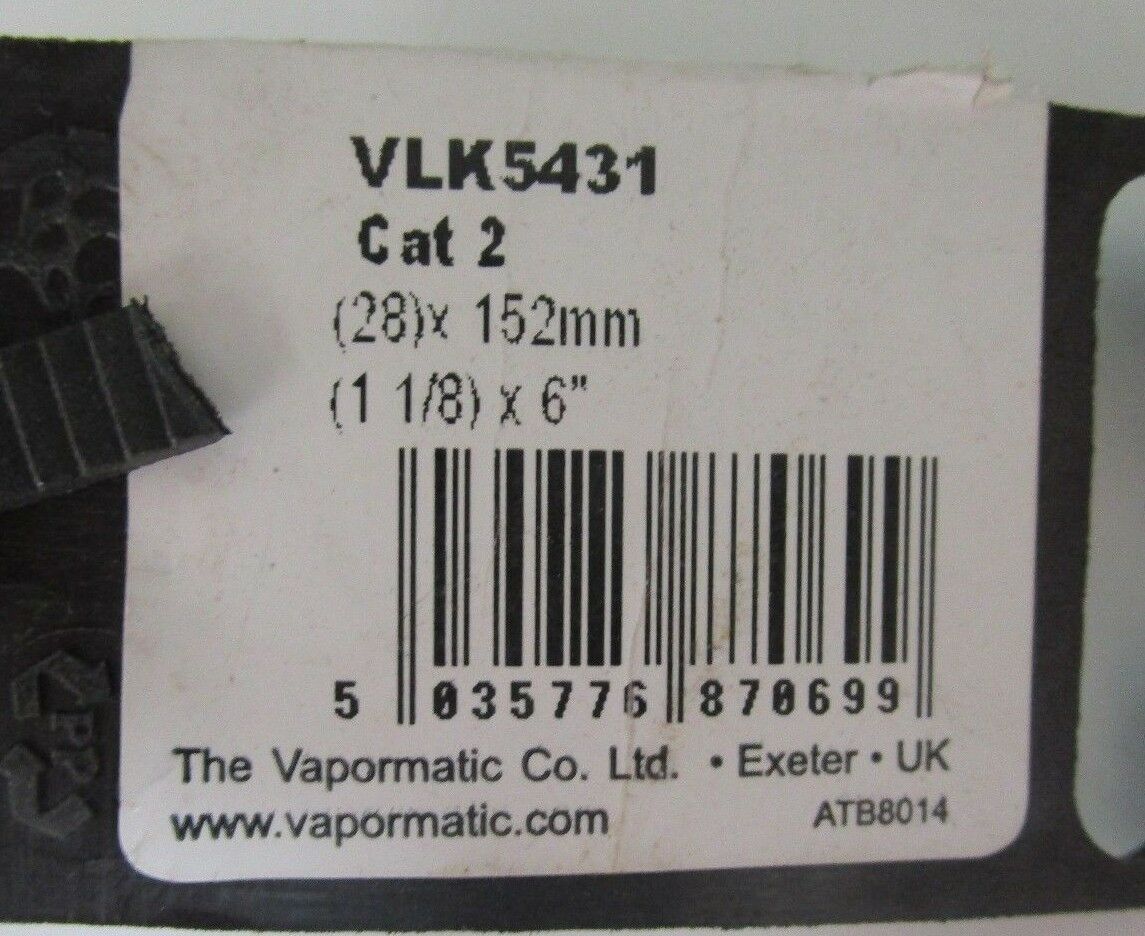 VLK5431
Cat 2
(28)x 152mm
(1 1/8) x 6"
5 035776 870699
The Vapormatic Co. Ltd. • Exeter • UK
www.vapormatic.com
ATB8014
PP